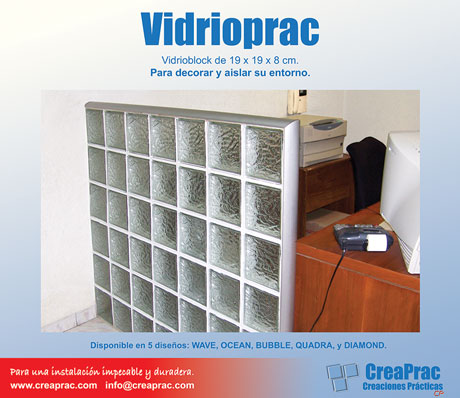 Vidrioprac
Vidrioblock de 19 x 19 x 8 cm.
Para decorar y aislar su entorno.
Disponible en 5 diseños: WAVE, OCEAN, BUBBLE, QUADRA, y DIAMOND.
Para una instalación impecable y duradera.
www.creaprac.com info@creaprac.com
CreaPrac
Creaciones Prácticas